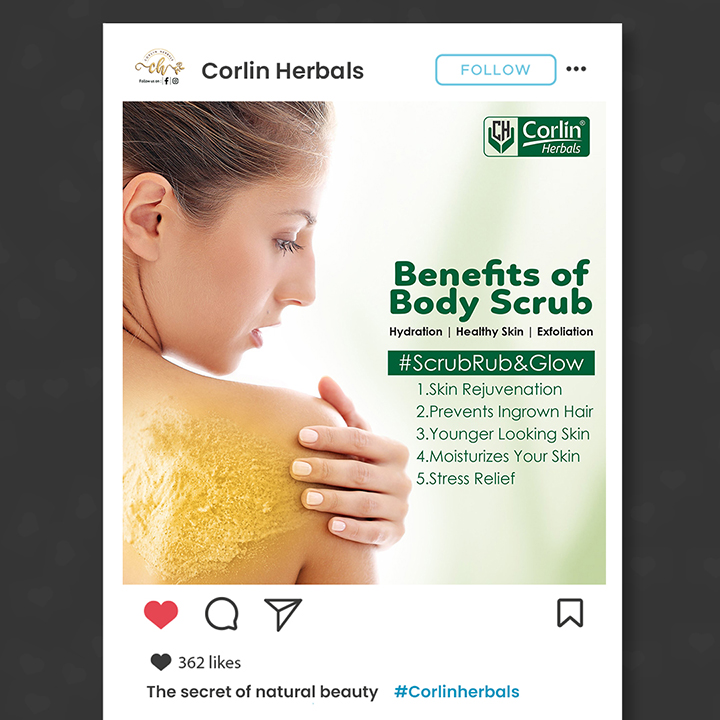 CORLIN HERBALS
ch
Follow us on :
Corlin Herbals
FOLLOW
CH
Corlin®
Herbals
Benefits of
Body Scrub
Hydration | Healthy Skin | Exfoliation
#ScrubRub&Glow
1.Skin Rejuvenation
2.Prevents Ingrown Hair
3.Younger Looking Skin
4.Moisturizes Your Skin
5.Stress Relief
362 likes
The secret of natural beauty #Corlinherbals